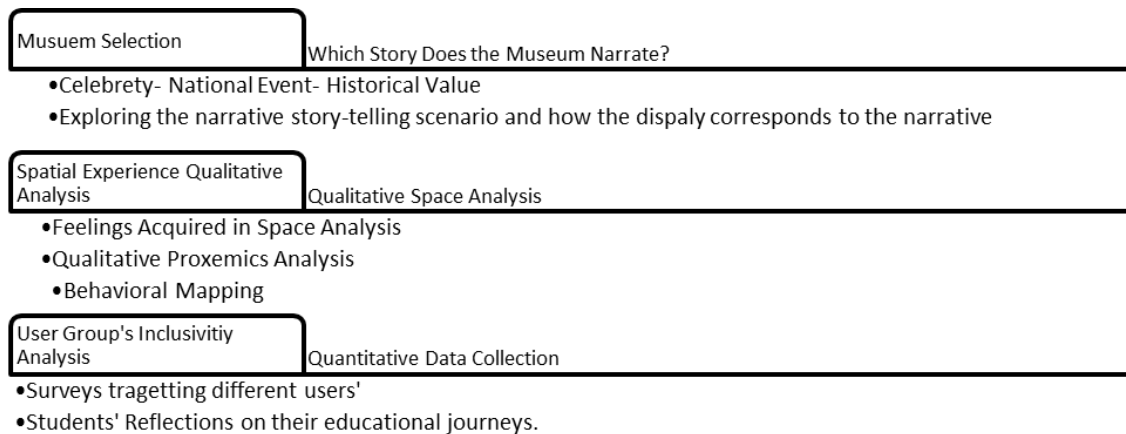 Musuem Selection
Which Story Does the Museum Narrate?
•Celebrety- National Event- Historical Value
•Exploring the narrative story-telling scenario and how the dispaly corresponds to the narrative
Spatial Experience Qualitative
Analysis
Qualitative Space Analysis
•Feelings Acquired in Space Analysis
•Qualitative Proxemics Analysis
•Behavioral Mapping
User Group's Inclusivitiy
Analysis
Quantitative Data Collection
•Surveys tragetting different users'
•Students' Reflections on their educational journeys.